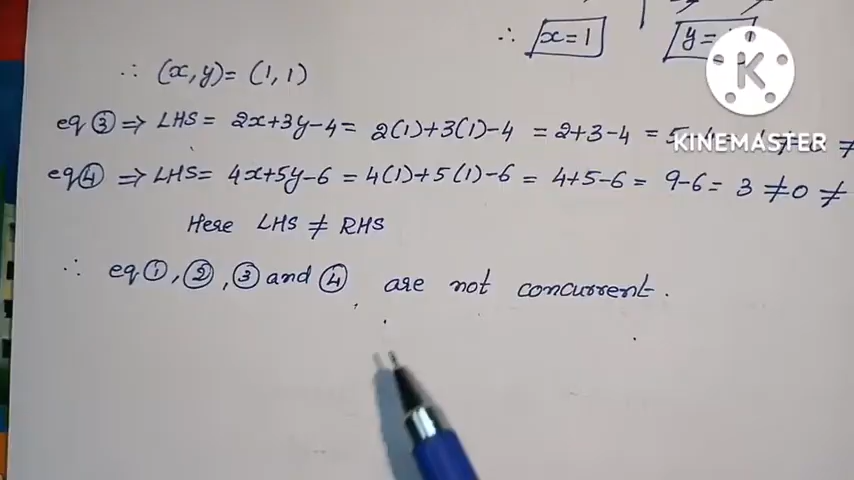 ∴ x=1 y=
∴ (x,y)= (1,1)
eq ③ ⇒ LHS = 2x+3y-4 = 2(1)+3(1)-4 = 2+3-4 =
eq ④ ⇒ LHS = 4x+5y-6 = 4(1)+5(1)-6 = 4+5-6 = 9-6 = 3 ≠0 ≠
Here LHS ≠ RHS
∴ eq ①, ②, ③ and ④ are not concurrent.
K
KINEMASTER